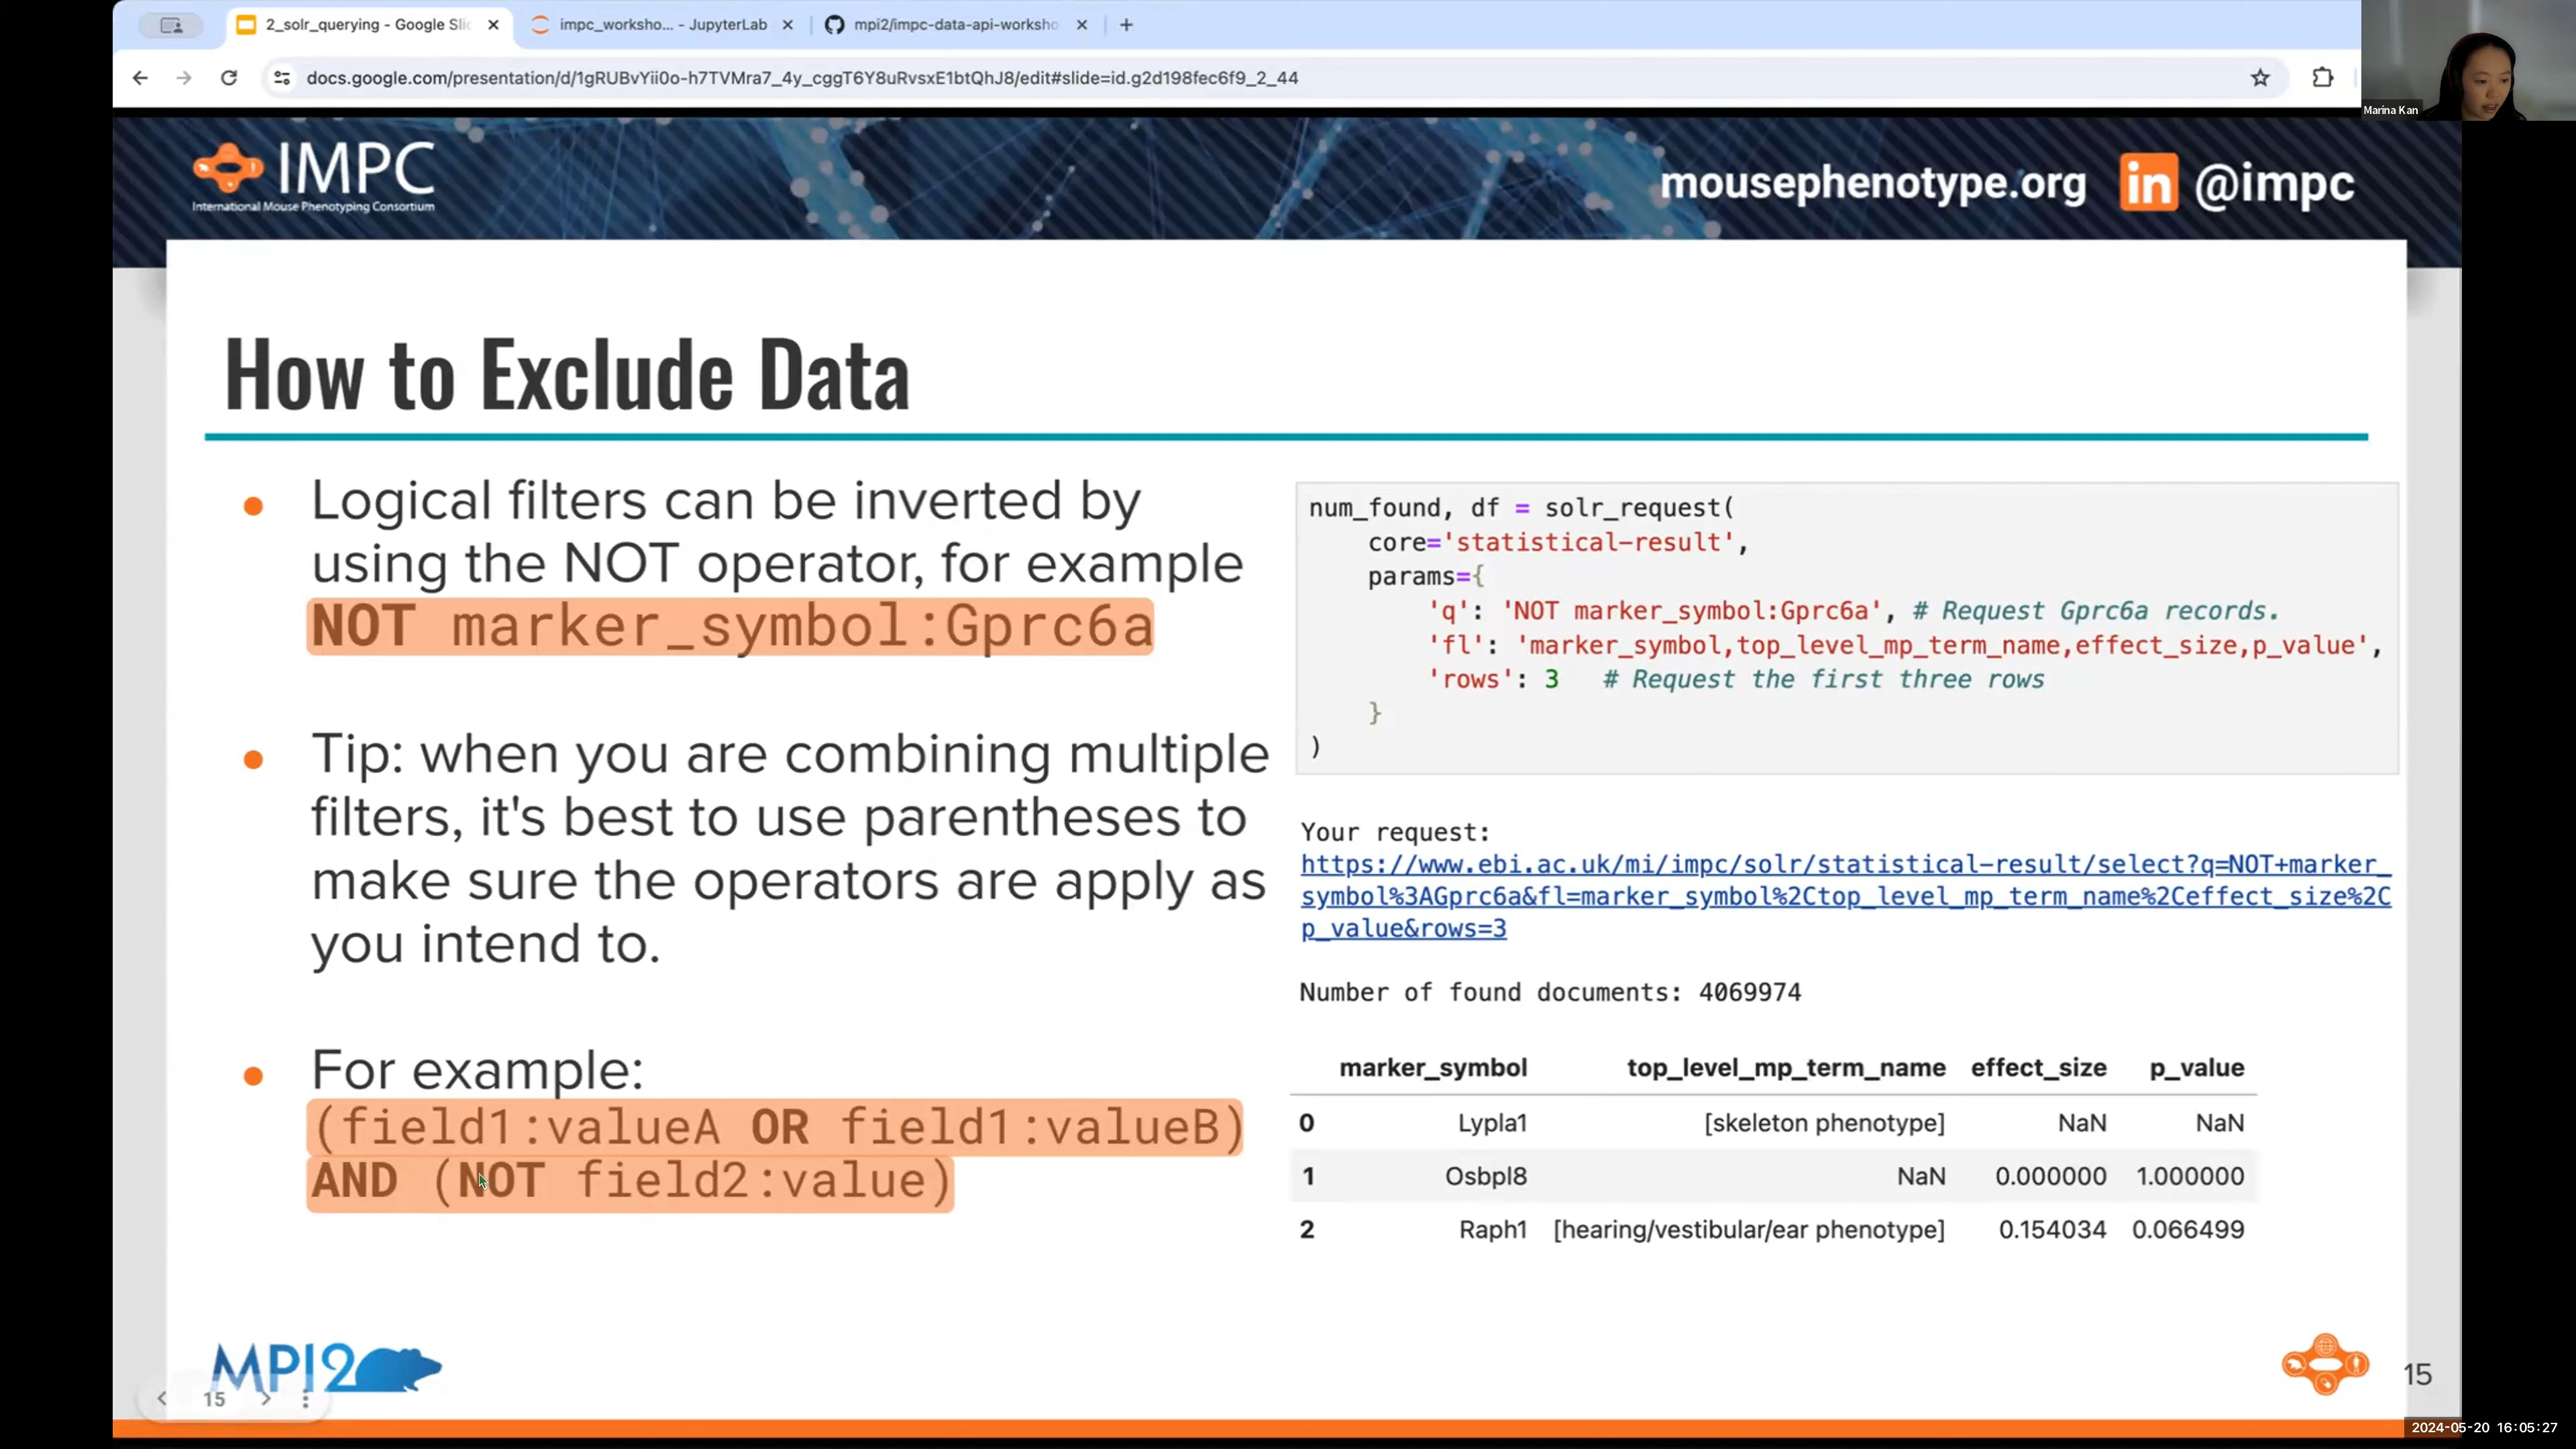 2_solr_querying - Google Slic
impc_worksho... - JupyterLab
mpi2/impc-data-api-worksho
docs.google.com/presentation/d/1gRUBvYii0o-h7TVMra7_4y_cggT6Y8uRvsxE1btQhJ8/edit#slide=id.g2d198fec6f9_2_44
Marina Kan
IMPC
International Mouse Phenotyping Consortium
mousephenotype.org in @impc
How to Exclude Data
Logical filters can be inverted by
using the NOT operator, for example
NOT marker_symbol:Gprc6a
Tip: when you are combining multiple
filters, it's best to use parentheses to
make sure the operators are apply as
you intend to.
For example:
(field1:valueA OR field1:valueB)
AND (NOT field2:value)
num_found, df = solr_request(
core='statistical-result',
params={
'q': 'NOT marker_symbol:Gprc6a', # Request Gprc6a records.
'fl': 'marker_symbol,top_level_mp_term_name,effect_size,p_value',
'rows': 3 # Request the first three rows
}
)
Your request:
https://www.ebi.ac.uk/mi/impc/solr/statistical-result/select?q=NOT+marker_
symbol%3AGprc6a&fl=marker_symbol%2Ctop_level_mp_term_name%2Ceffect_size%2C
p_value&rows=3
Number of found documents: 4069974
marker_symbol top_level_mp_term_name effect_size p_value
0 Lypla1 [skeleton phenotype] NaN NaN
1 Osbpl8 NaN 0.000000 1.000000
2 Raph1 [hearing/vestibular/ear phenotype] 0.154034 0.066499
MPI2
15
15
2024-05-20 16:05:27